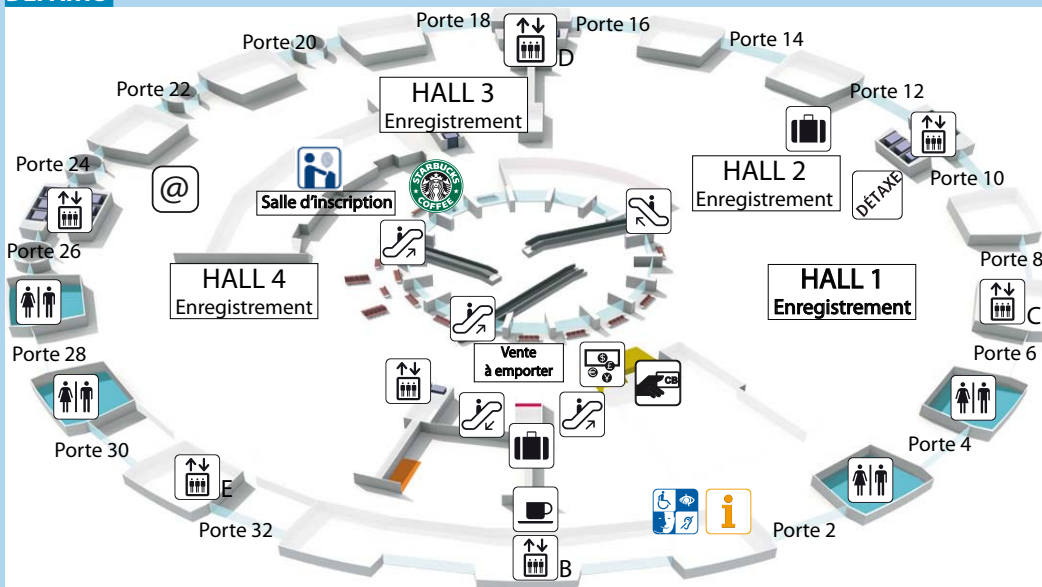 Porte 18
Porte 16
D
Porte 20
Porte 14
HALL 3
Enregistrement
Porte 22
Porte 12
STARBUCKS
COFFEE
Porte 24
@
HALL 2
Enregistrement
Porte 10
DÉTAXE
Salle d'inscription
Porte 26
HALL 4
Enregistrement
HALL 1
Enregistrement
Porte 8
C
Porte 28
Vente
à emporter
$
£
€
¥
CB
Porte 6
Porte 30
Porte 4
E
Porte 32
i
Porte 2
B